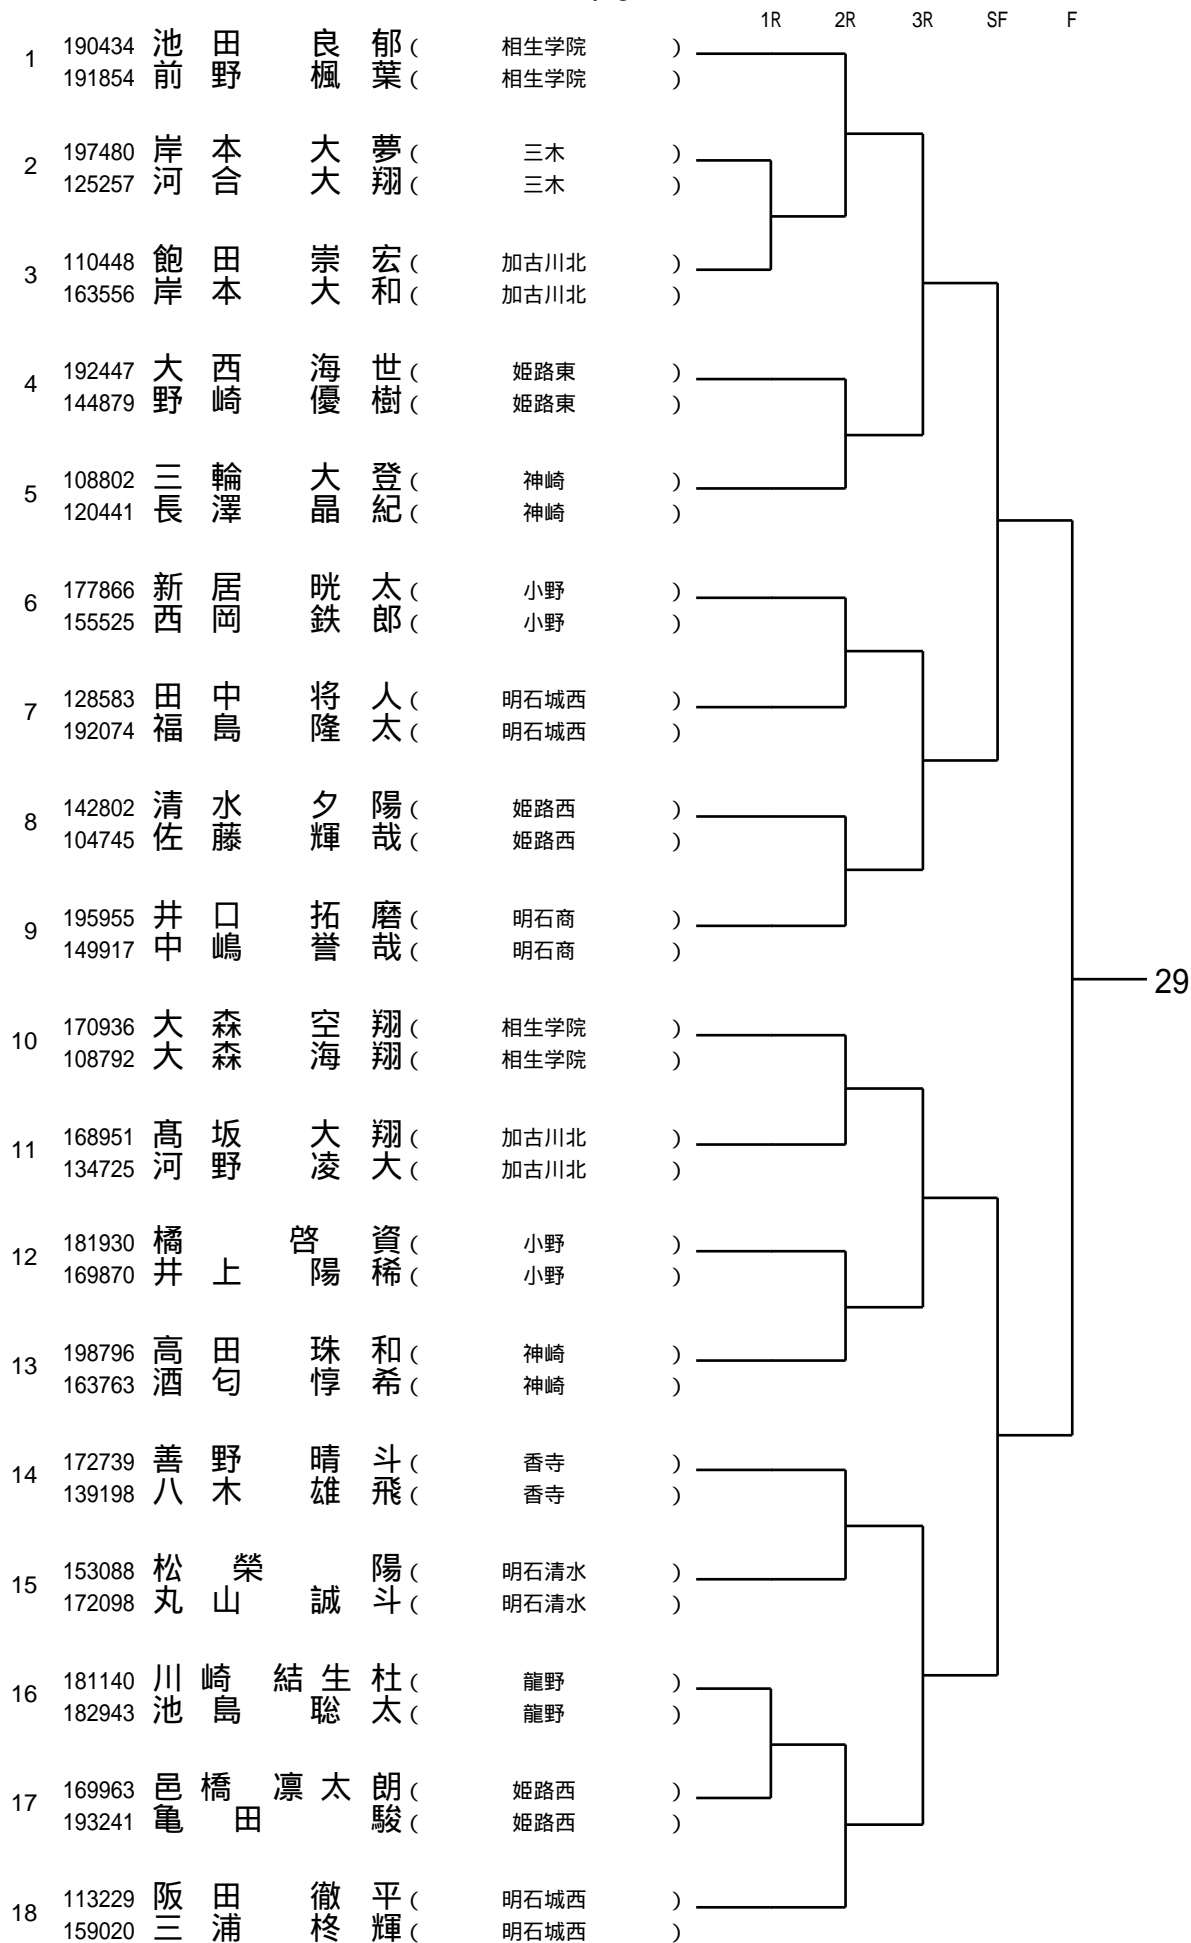 1R 2R 3R SF F
1 190434 池田 良郁 ( 相生学院 )
191854 前野 楓葉 ( 相生学院 )
2 197480 岸本 大夢 ( 三木 )
125257 河合 大翔 ( 三木 )
3 110448 飽田 崇宏 ( 加古川北 )
163556 岸本 大和 ( 加古川北 )
4 192447 大西 海世 ( 姫路東 )
144879 野崎 優樹 ( 姫路東 )
5 108802 三輪 大登 ( 神崎 )
120441 長澤 晶紀 ( 神崎 )
6 177866 新居 晄太 ( 小野 )
155525 西岡 鉄郎 ( 小野 )
7 128583 田中 将人 ( 明石城西 )
192074 福島 隆太 ( 明石城西 )
8 142802 清水 夕陽 ( 姫路西 )
104745 佐藤 輝哉 ( 姫路西 )
9 195955 井口 拓磨 ( 明石商 )
149917 中嶋 誉哉 ( 明石商 )
29
10 170936 大森 空翔 ( 相生学院 )
108792 大森 海翔 ( 相生学院 )
11 168951 髙坂 大翔 ( 加古川北 )
134725 河野 凌大 ( 加古川北 )
12 181930 橘 啓資 ( 小野 )
169870 井上 陽稀 ( 小野 )
13 198796 高田 珠和 ( 神崎 )
163763 酒匂 惇希 ( 神崎 )
14 172739 善野 晴斗 ( 香寺 )
139198 八木 雄飛 ( 香寺 )
15 153088 松榮 陽 ( 明石清水 )
172098 丸山 誠斗 ( 明石清水 )
16 181140 川崎 結生杜 ( 龍野 )
182943 池島 聡太 ( 龍野 )
17 169963 邑橋 凛太朗 ( 姫路西 )
193241 亀田 駿 ( 姫路西 )
18 113229 阪田 徹平 ( 明石城西 )
159020 三浦 柊輝 ( 明石城西 )